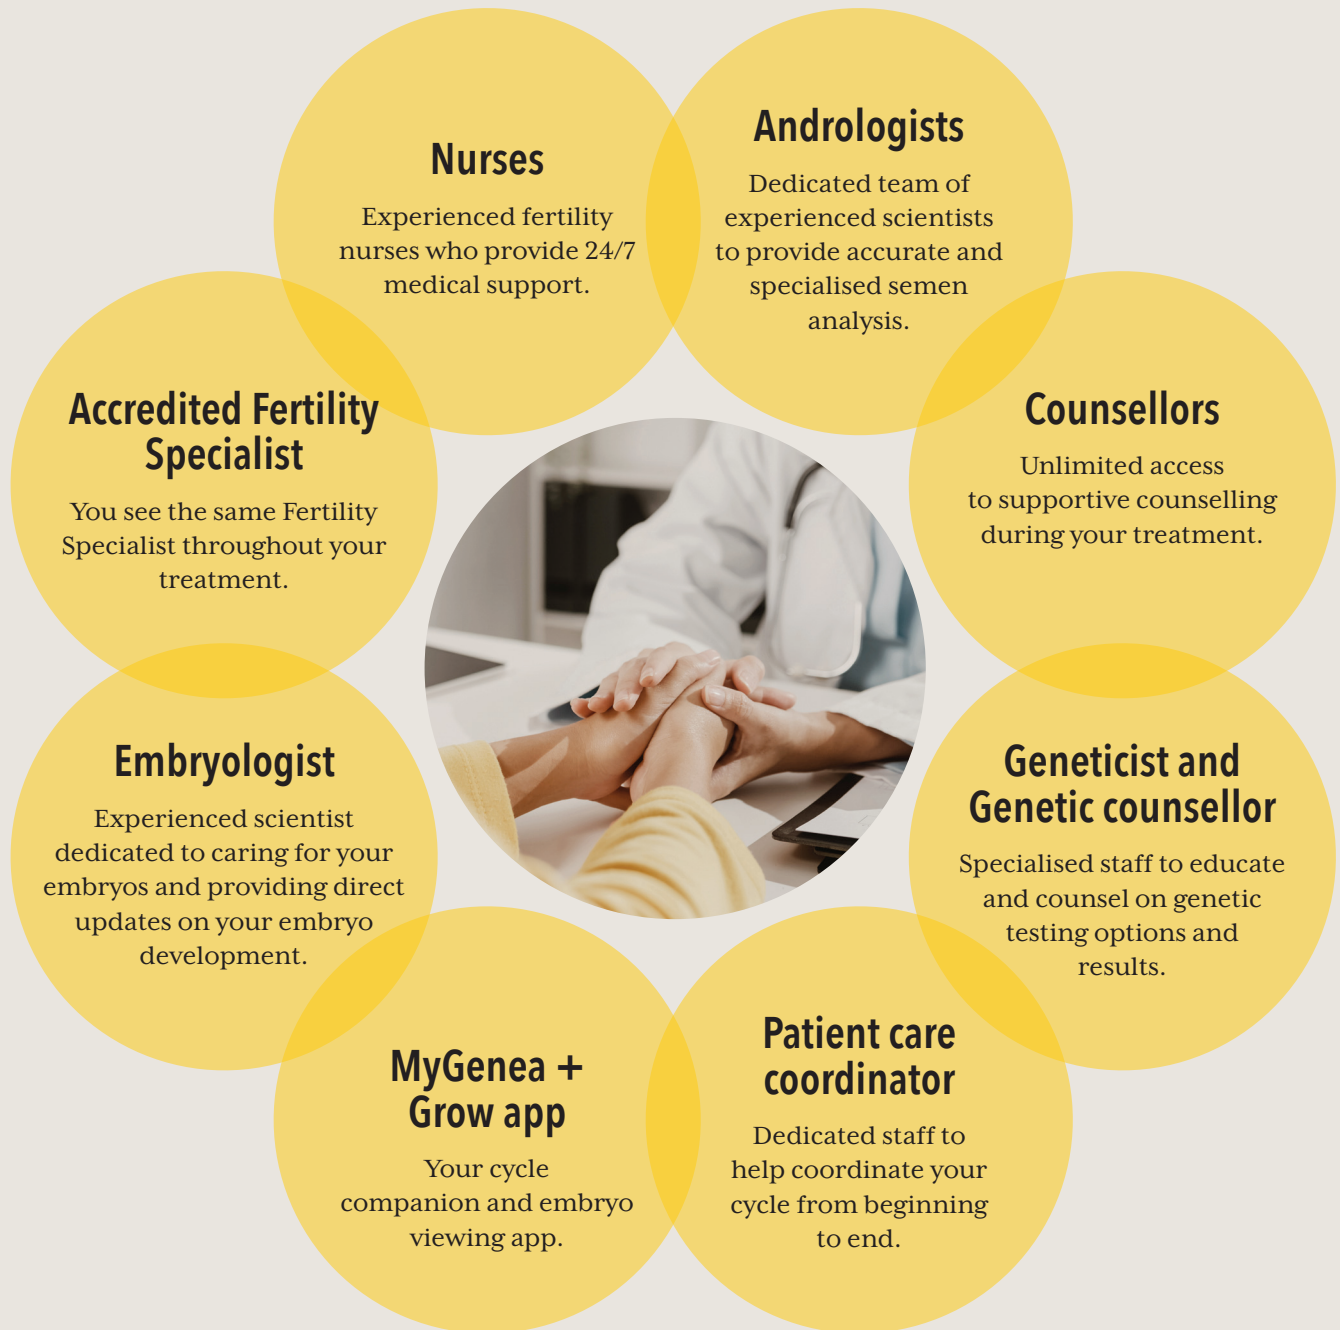 Nurses
Experienced fertility
nurses who provide 24/7
medical support.
Andrologists
Dedicated team of
experienced scientists
to provide accurate and
specialised semen
analysis.
Accredited Fertility
Specialist
You see the same Fertility
Specialist throughout your
treatment.
Counsellors
Unlimited access
to supportive counselling
during your treatment.
Embryologist
Experienced scientist
dedicated to caring for your
embryos and providing direct
updates on your embryo
development.
Geneticist and
Genetic counsellor
Specialised staff to educate
and counsel on genetic
testing options and
results.
MyGenea +
Grow app
Your cycle
companion and embryo
viewing app.
Patient care
coordinator
Dedicated staff to
help coordinate your
cycle from beginning
to end.